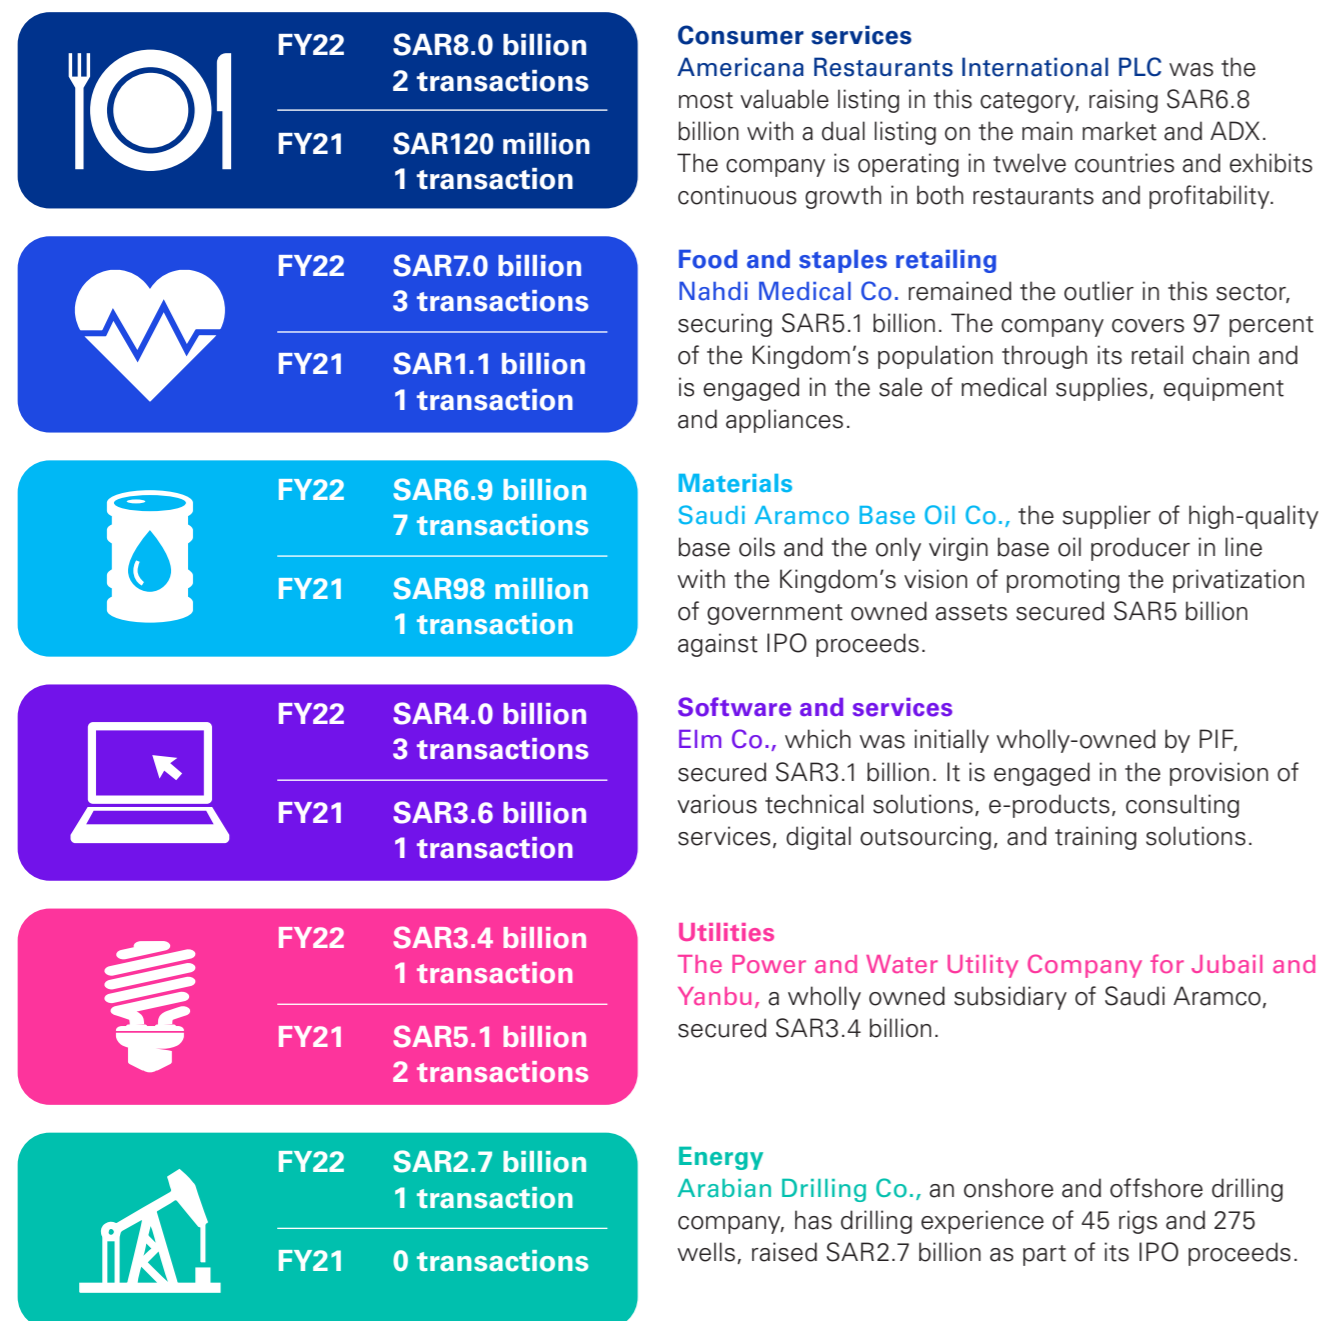 FY22 SAR8.0 billion
2 transactions
FY21 SAR120 million
1 transaction
Consumer services
Americana Restaurants International PLC was the
most valuable listing in this category, raising SAR6.8
billion with a dual listing on the main market and ADX.
The company is operating in twelve countries and exhibits
continuous growth in both restaurants and profitability.
FY22 SAR7.0 billion
3 transactions
FY21 SAR1.1 billion
1 transaction
Food and staples retailing
Nahdi Medical Co. remained the outlier in this sector,
securing SAR5.1 billion. The company covers 97 percent
of the Kingdom's population through its retail chain and
is engaged in the sale of medical supplies, equipment
and appliances.
FY22 SAR6.9 billion
7 transactions
FY21 SAR98 million
1 transaction
Materials
Saudi Aramco Base Oil Co., the supplier of high-quality
base oils and the only virgin base oil producer in line
with the Kingdom's vision of promoting the privatization
of government owned assets secured SAR5 billion
against IPO proceeds.
FY22 SAR4.0 billion
3 transactions
FY21 SAR3.6 billion
1 transaction
Software and services
Elm Co., which was initially wholly-owned by PIF,
secured SAR3.1 billion. It is engaged in the provision of
various technical solutions, e-products, consulting
services, digital outsourcing, and training solutions.
FY22 SAR3.4 billion
1 transaction
FY21 SAR5.1 billion
2 transactions
Utilities
The Power and Water Utility Company for Jubail and
Yanbu, a wholly owned subsidiary of Saudi Aramco,
secured SAR3.4 billion.
FY22 SAR2.7 billion
1 transaction
FY21 0 transactions
Energy
Arabian Drilling Co., an onshore and offshore drilling
company, has drilling experience of 45 rigs and 275
wells, raised SAR2.7 billion as part of its IPO proceeds.